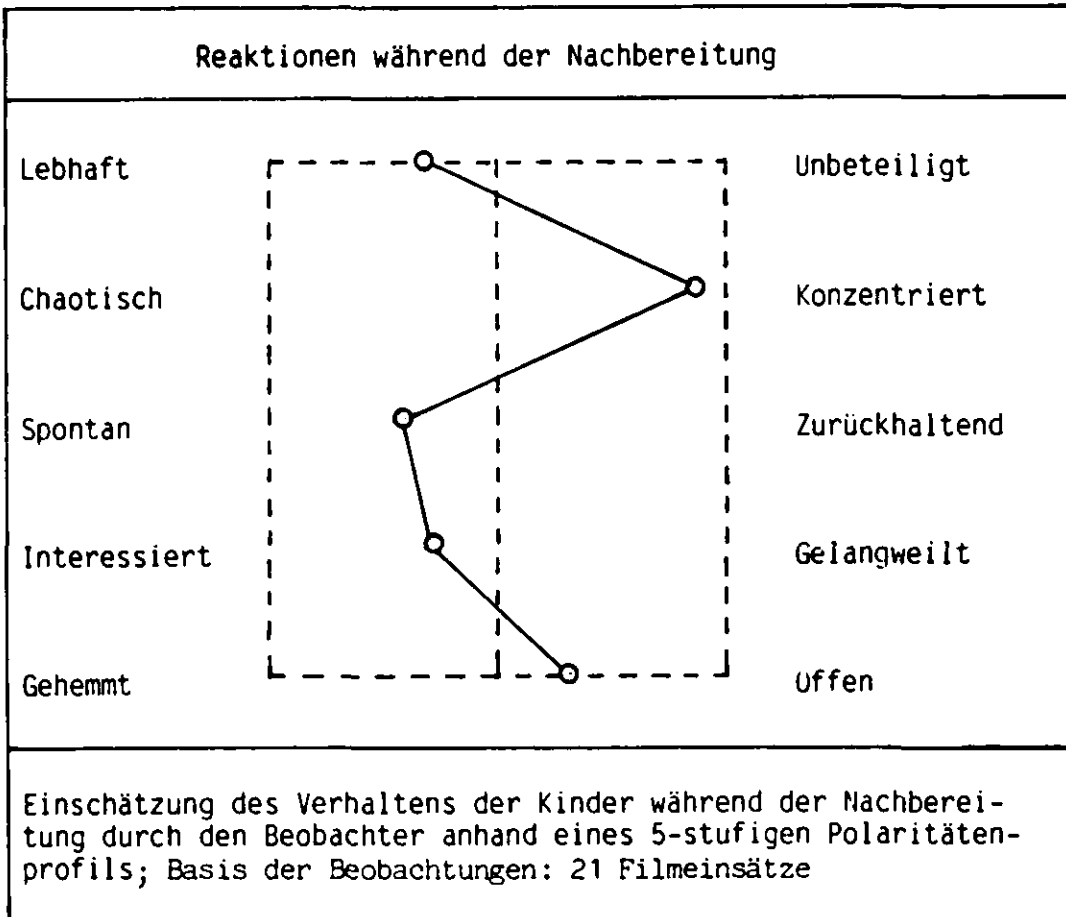 Reaktionen während der Nachbereitung
Lebhaft Unbeteiligt
Chaotisch Konzentriert
Spontan Zurückhaltend
Interessiert Gelangweilt
Gehemmt Offen
Einschätzung des Verhaltens der Kinder während der Nachberei-
tung durch den Beobachter anhand eines 5-stufigen Polaritäten-
profils; Basis der Beobachtungen: 21 Filmeinsätze